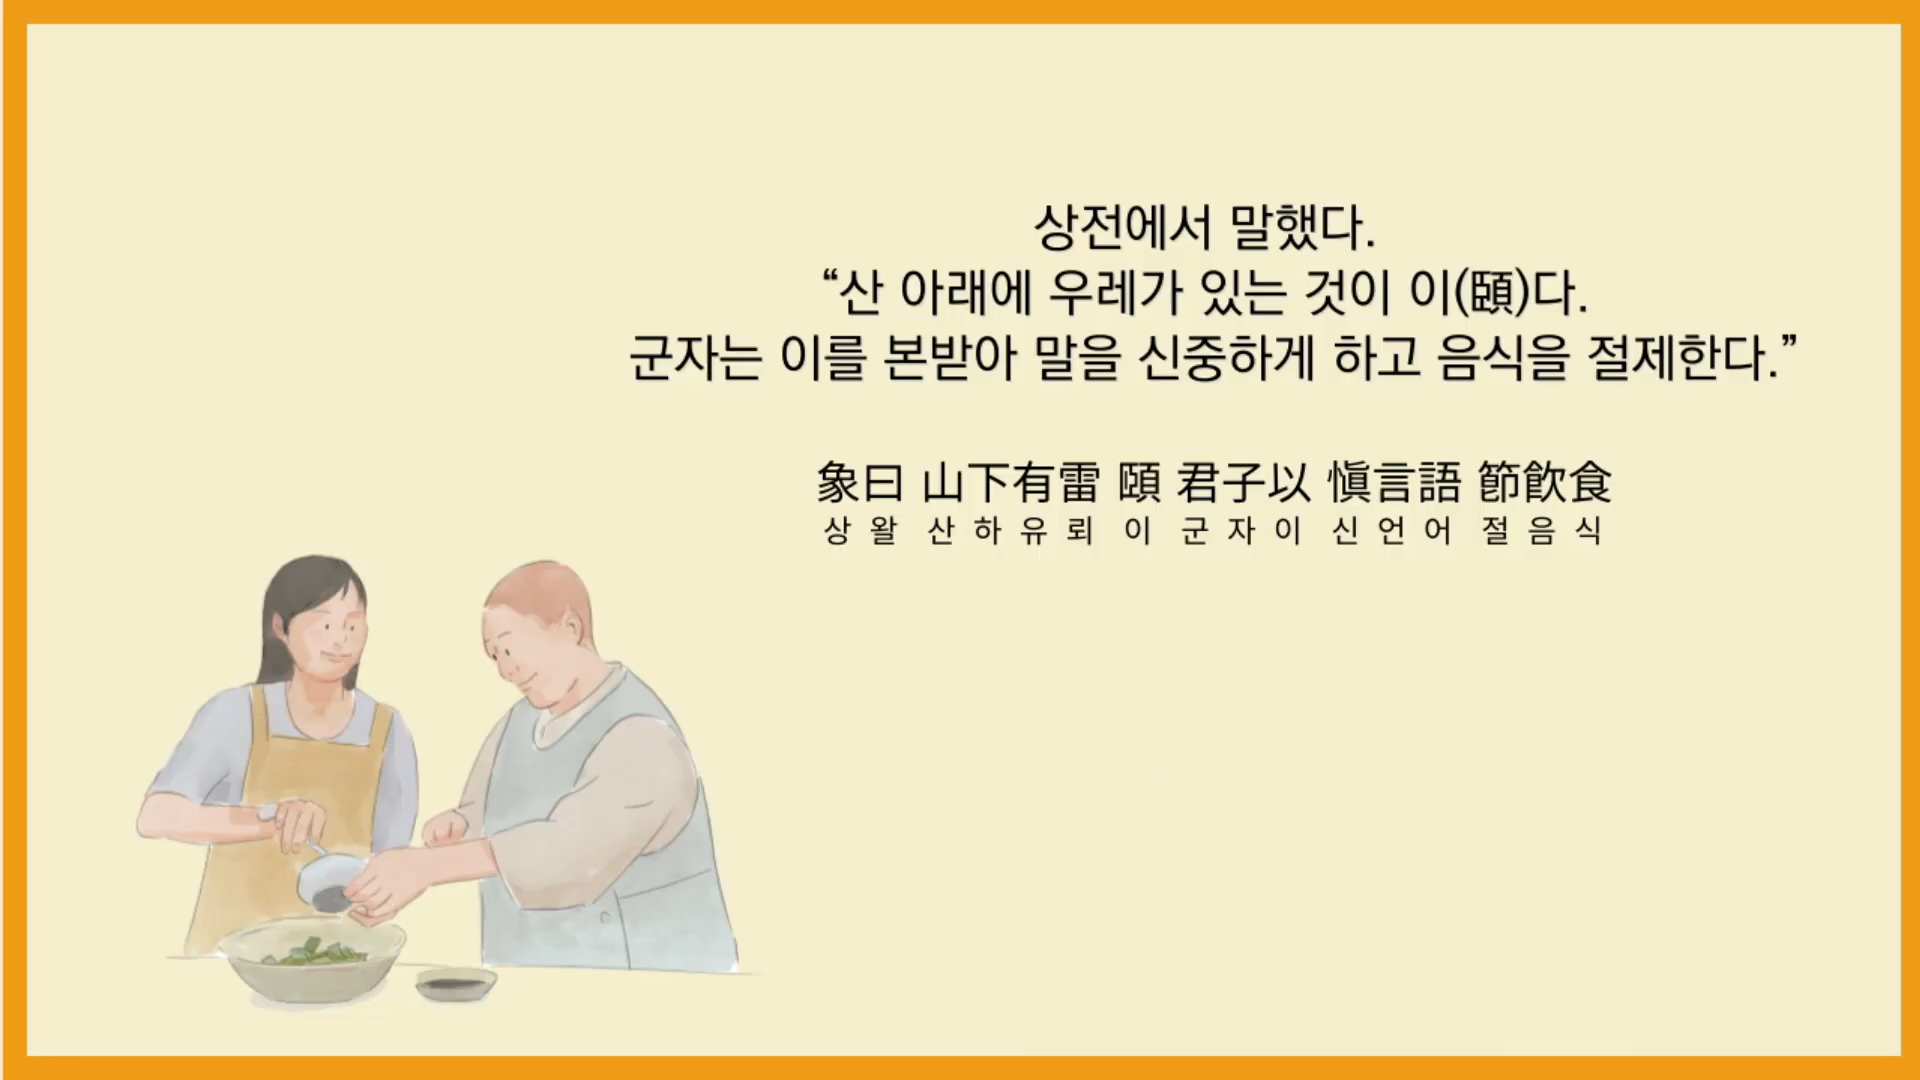 상전에서 말했다.
“산 아래에 우레가 있는 것이 이(頤)다.
군자는 이를 본받아 말을 신중하게 하고 음식을 절제한다.”
象曰 山下有雷 頤 君子以 愼言語 節飮食
상 왈 산 하 유 뢰 이 군 자 이 신 언 어 절 음 식